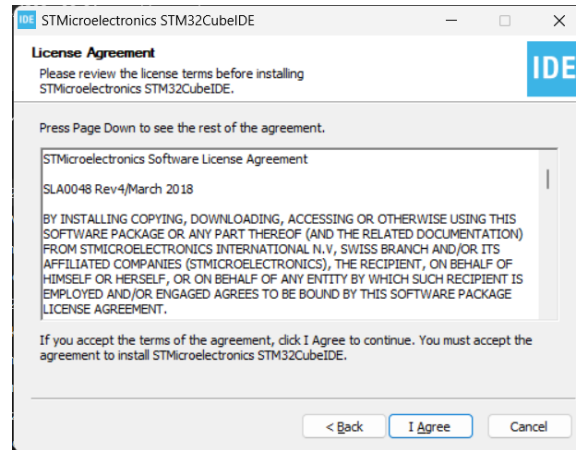 IDE STMicroelectronics STM32CubeIDE
License Agreement
Please review the license terms before installing
STMicroelectronics STM32CubeIDE.
IDE
Press Page Down to see the rest of the agreement.
STMicroelectronics Software License Agreement
SLA0048 Rev4/March 2018
BY INSTALLING COPYING, DOWNLOADING, ACCESSING OR OTHERWISE USING THIS
SOFTWARE PACKAGE OR ANY PART THEREOF (AND THE RELATED DOCUMENTATION)
FROM STMICROELECTRONICS INTERNATIONAL N.V, SWISS BRANCH AND/OR ITS
AFFILIATED COMPANIES (STMICROELECTRONICS), THE RECIPIENT, ON BEHALF OF
HIMSELF OR HERSELF, OR ON BEHALF OF ANY ENTITY BY WHICH SUCH RECIPIENT IS
EMPLOYED AND/OR ENGAGED AGREES TO BE BOUND BY THIS SOFTWARE PACKAGE
LICENSE AGREEMENT.
If you accept the terms of the agreement, click I Agree to continue. You must accept the
agreement to install STMicroelectronics STM32CubeIDE.
< Back I Agree Cancel